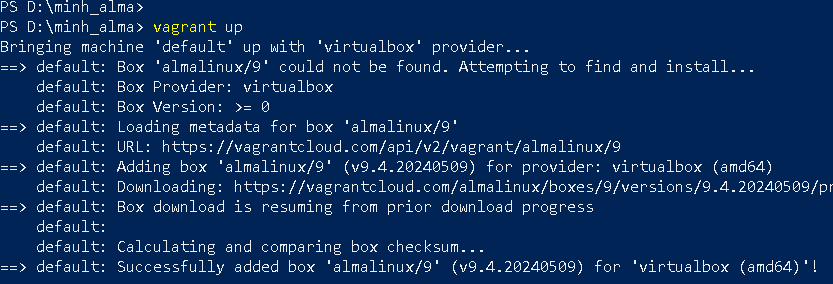 PS D:\minh_alma>
PS D:\minh_alma> vagrant up
Bringing machine 'default' up with 'virtualbox' provider...
==> default: Box 'almalinux/9' could not be found. Attempting to find and install...
    default: Box Provider: virtualbox
    default: Box Version: >= 0
==> default: Loading metadata for box 'almalinux/9'
    default: URL: https://vagrantcloud.com/api/v2/vagrant/almalinux/9
==> default: Adding box 'almalinux/9' (v9.4.20240509) for provider: virtualbox (amd64)
    default: Downloading: https://vagrantcloud.com/almalinux/boxes/9/versions/9.4.20240509/pr
==> default: Box download is resuming from prior download progress
    default:
    default: Calculating and comparing box checksum...
==> default: Successfully added box 'almalinux/9' (v9.4.20240509) for 'virtualbox (amd64)'!